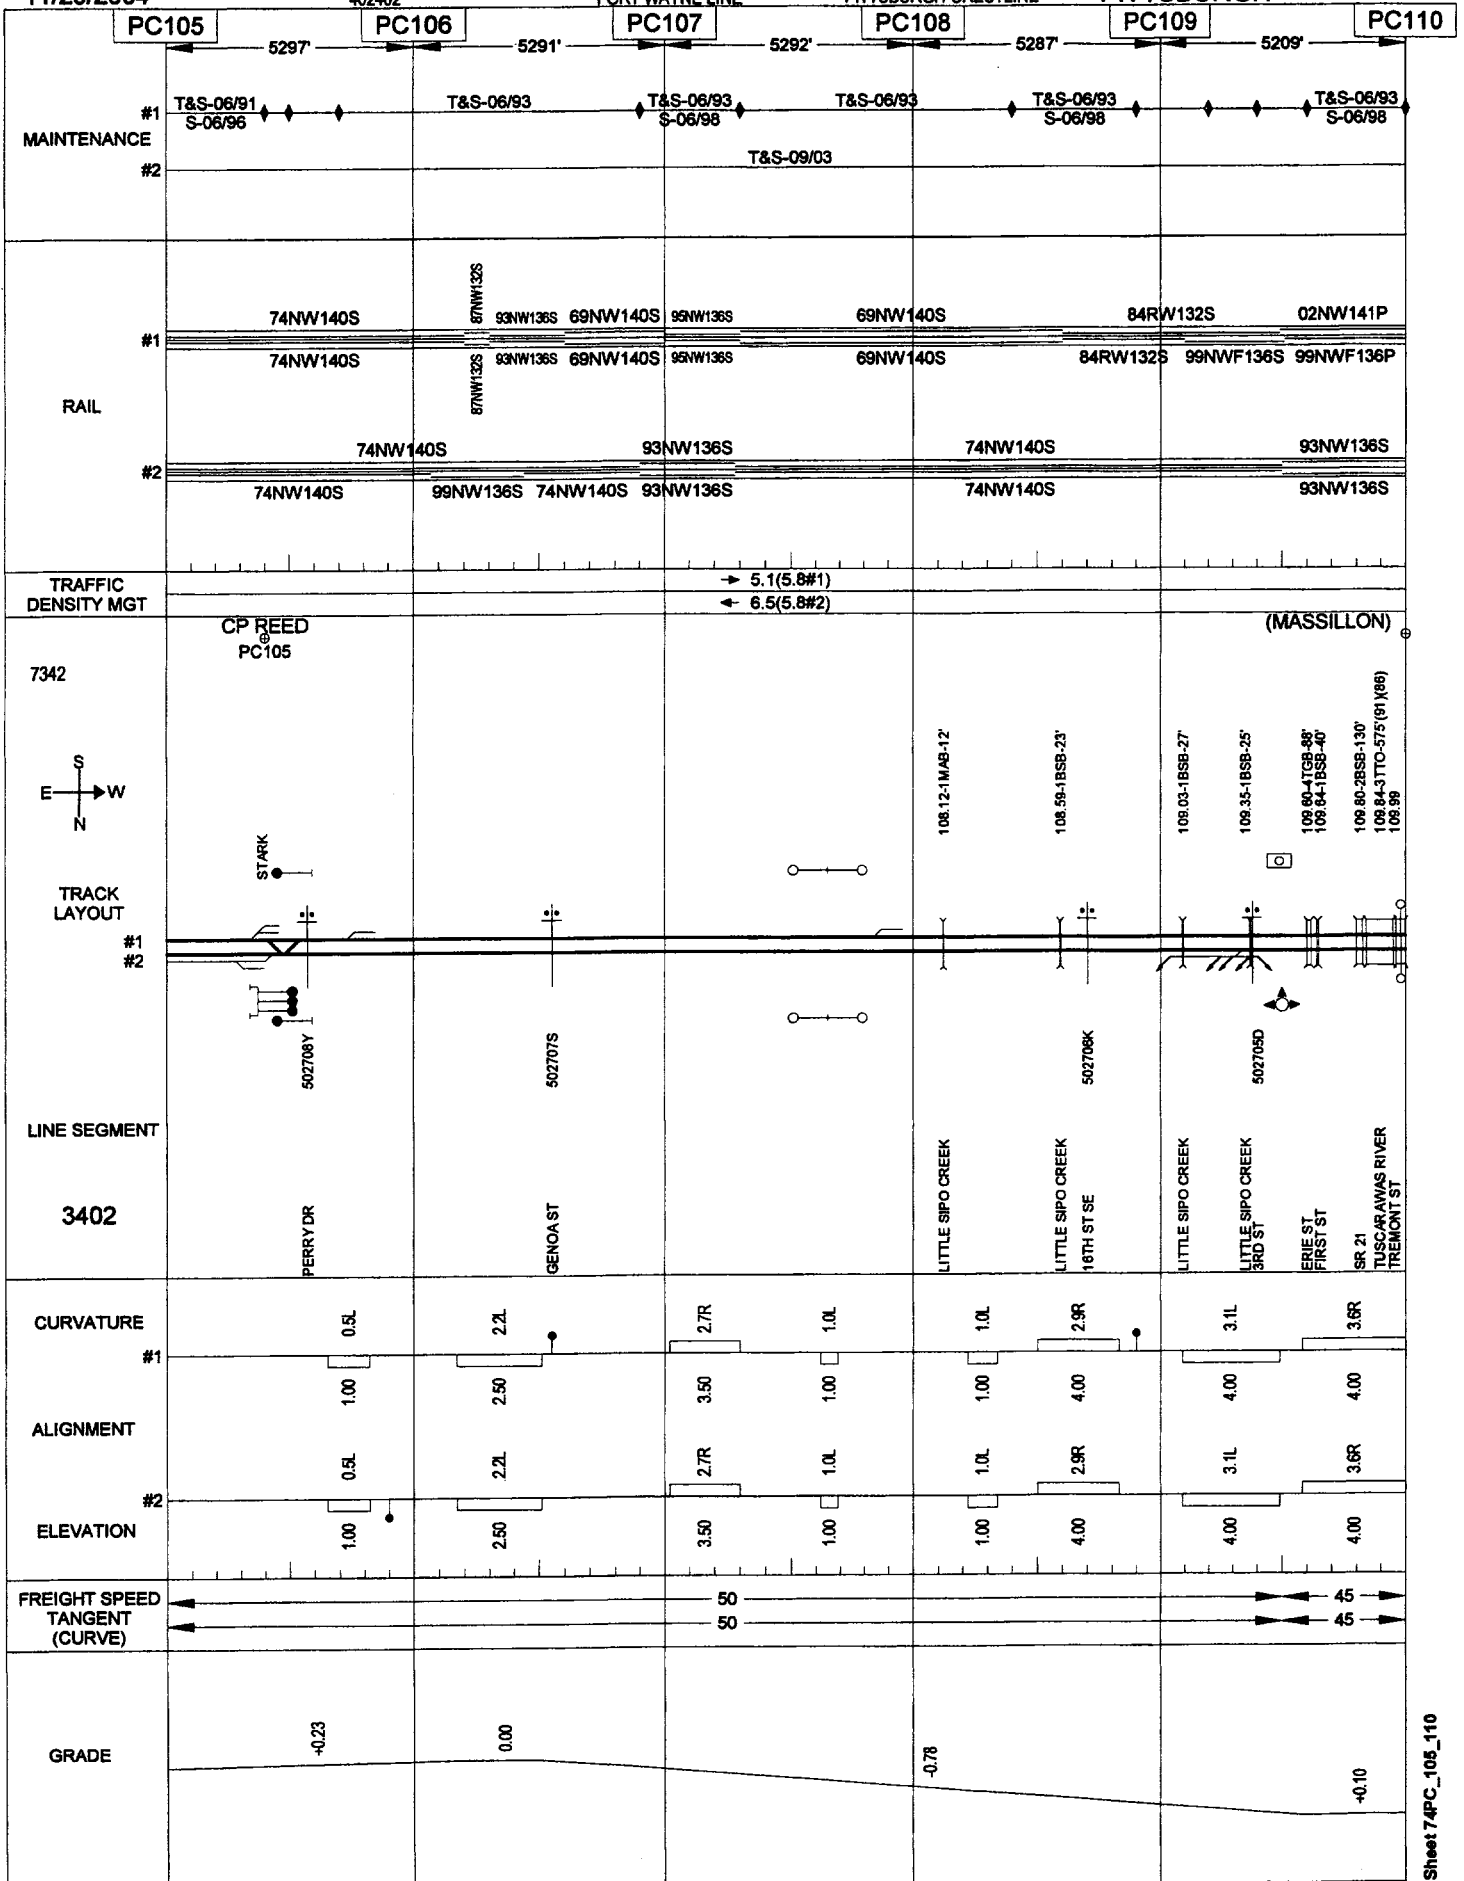 PC105 PC106 PC107 PC108 PC109 PC110
5297' 5291' 5292' 5287' 5209'
MAINTENANCE
#1 T&S-06/91 T&S-06/93 T&S-06/93 T&S-06/93 T&S-06/93 T&S-06/93
S-06/96 S-06/98 S-06/98 S-06/98
#2 T&S-09/03
RAIL
87NW132S
74NW140S 93NW136S 69NW140S 95NW136S 69NW140S 84RW132S 02NW141P
#1
74NW140S 93NW136S 69NW140S 95NW136S 69NW140S 84RW132S 99NWF136S 99NWF136P
87NW132S
74NW140S 93NW136S 74NW140S 93NW136S
#2
74NW140S 99NW136S 74NW140S 93NW136S 74NW140S 93NW136S
TRAFFIC
DENSITY MGT
5.1(5.8#1)
6.5(5.8#2)
CP REED
PC105
(MASSILLON)
7342
S
E W
N
108.12-1MAB-12'
108.59-1BSB-23'
109.03-1BSB-27'
109.35-1BSB-25'
109.60-4TGB-88'
109.64-1BSB-40'
109.80-2BSB-130'
109.84-3TTO-575'(91)(86)
109.99
STARK
TRACK
LAYOUT
#1
#2
502708Y
502707S
502706K
502705D
LINE SEGMENT
3402
PERRY DR
GENOA ST
LITTLE SIPO CREEK
LITTLE SIPO CREEK
16TH ST SE
LITTLE SIPO CREEK
LITTLE SIPO CREEK
3RD ST
ERIE ST
FIRST ST
SR 21
TUSCARAWAS RIVER
TREMONT ST
CURVATURE
0.5L 2.2L 2.7R 1.0L 1.0L 2.9R 3.1L 3.6R
#1
1.00 2.50 3.50 1.00 1.00 4.00 4.00 4.00
ALIGNMENT
0.5L 2.2L 2.7R 1.0L 1.0L 2.9R 3.1L 3.6R
#2
ELEVATION
1.00 2.50 3.50 1.00 1.00 4.00 4.00 4.00
FREIGHT SPEED
TANGENT
(CURVE)
50 45
50 45
GRADE
+0.23 0.00 -0.78 +0.10
Sheet 74PC_105_110